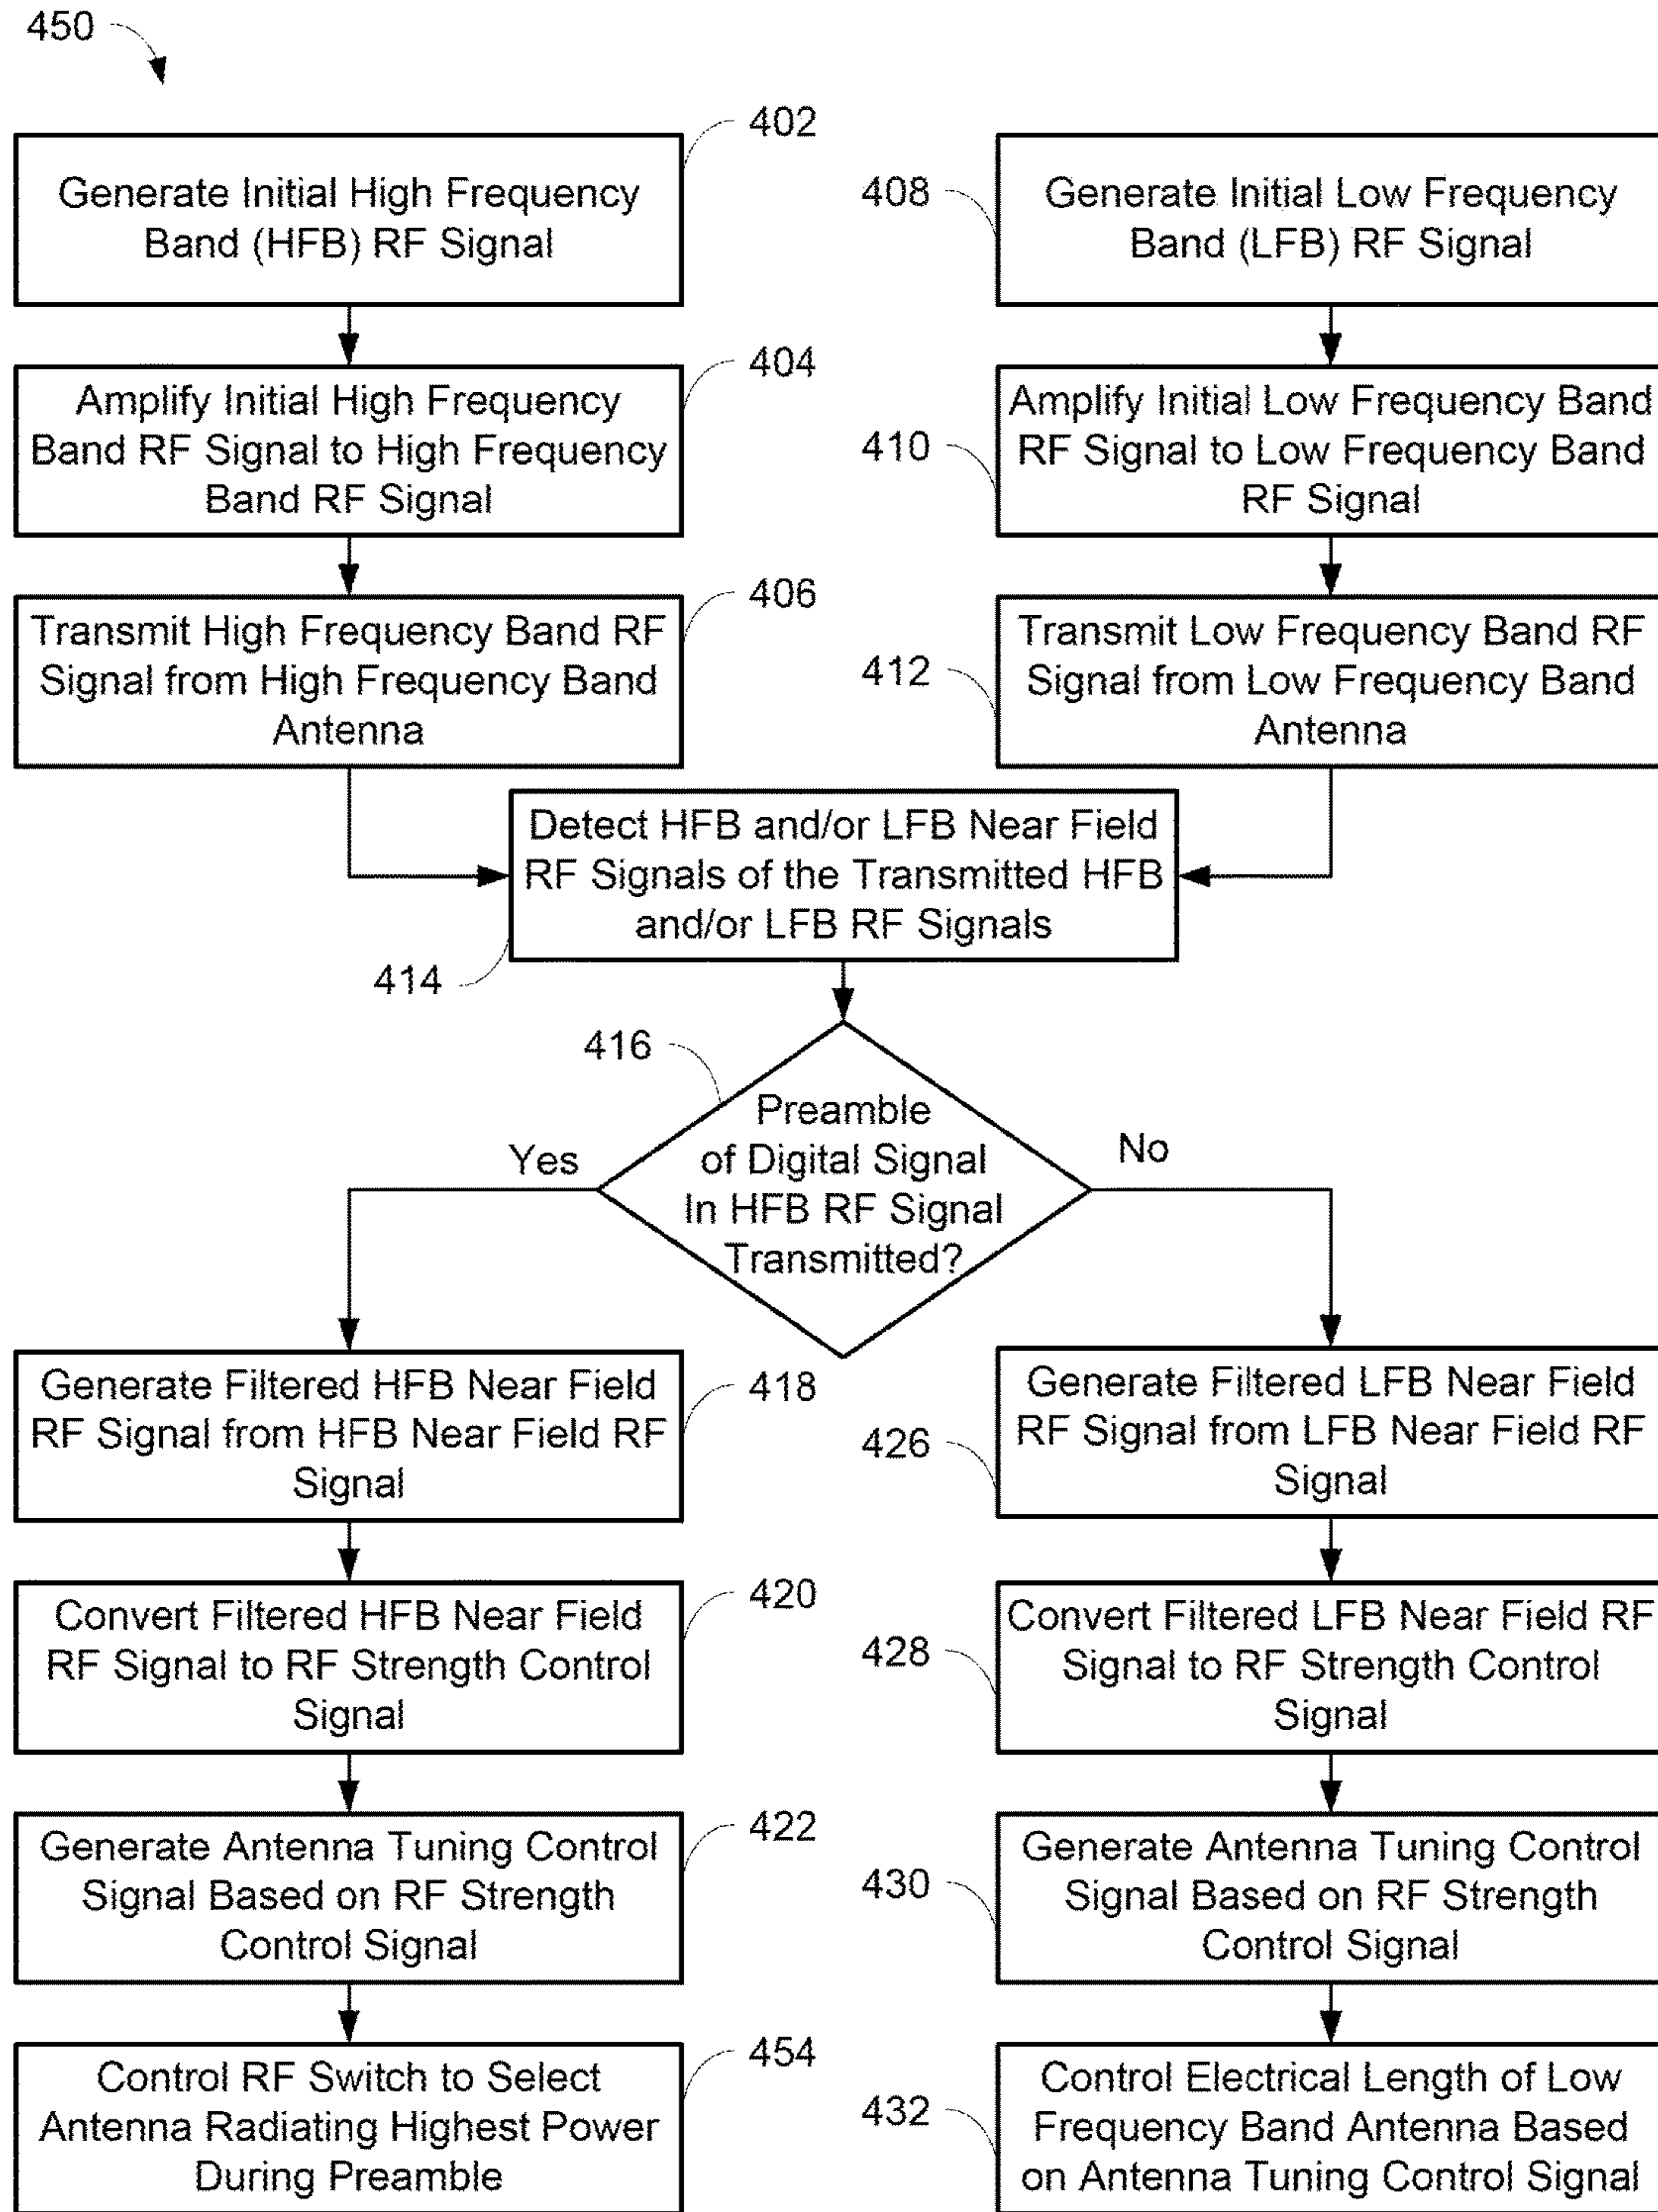 450
402
Generate Initial High Frequency
Band (HFB) RF Signal
408
Generate Initial Low Frequency
Band (LFB) RF Signal
404
Amplify Initial High Frequency
Band RF Signal to High Frequency
Band RF Signal
410
Amplify Initial Low Frequency Band
RF Signal to Low Frequency Band
RF Signal
406
Transmit High Frequency Band RF
Signal from High Frequency Band
Antenna
412
Transmit Low Frequency Band RF
Signal from Low Frequency Band
Antenna
Detect HFB and/or LFB Near Field
RF Signals of the Transmitted HFB
and/or LFB RF Signals
414
416
Preamble
of Digital Signal
In HFB RF Signal
Transmitted?
Yes
No
Generate Filtered HFB Near Field
RF Signal from HFB Near Field RF
Signal
418
426
Generate Filtered LFB Near Field
RF Signal from LFB Near Field RF
Signal
Convert Filtered HFB Near Field
RF Signal to RF Strength Control
Signal
420
428
Convert Filtered LFB Near Field RF
Signal to RF Strength Control
Signal
Generate Antenna Tuning Control
Signal Based on RF Strength
Control Signal
422
430
Generate Antenna Tuning Control
Signal Based on RF Strength
Control Signal
Control RF Switch to Select
Antenna Radiating Highest Power
During Preamble
454
432
Control Electrical Length of Low
Frequency Band Antenna Based
on Antenna Tuning Control Signal